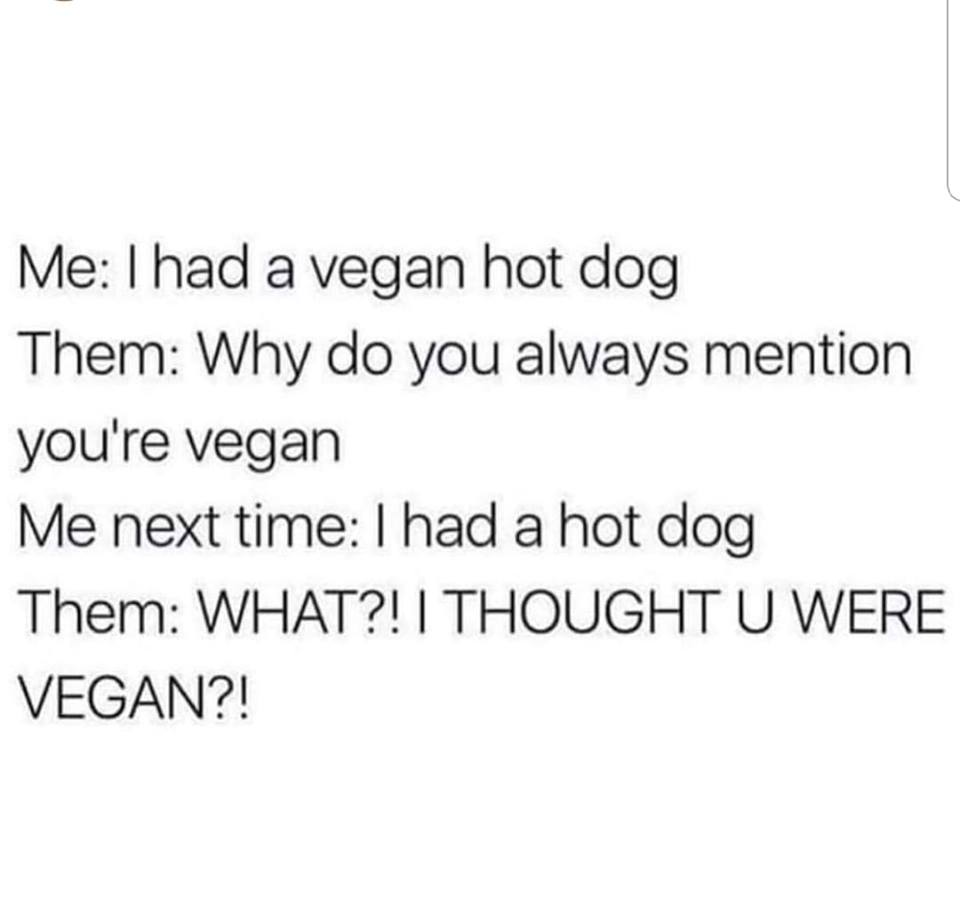 Me: I had a vegan hot dog
Them: Why do you always mention
you're vegan
Me next time: I had a hot dog
Them: WHAT?! I THOUGHT U WERE
VEGAN?!